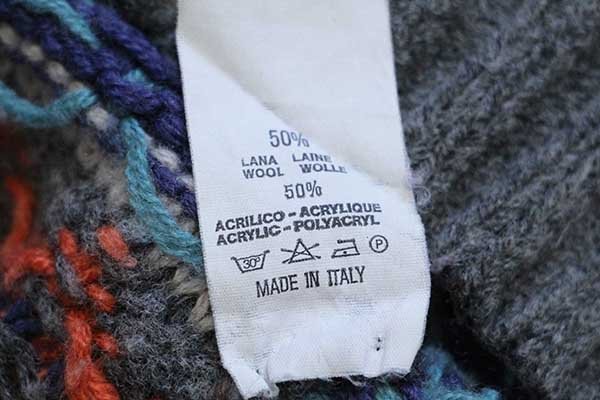 50%
LANA LAINE
WOOL WOLLE
50%
ACRILICO - ACRYLIQUE
ACRYLIC - POLYACRYL
30° P
MADE IN ITALY